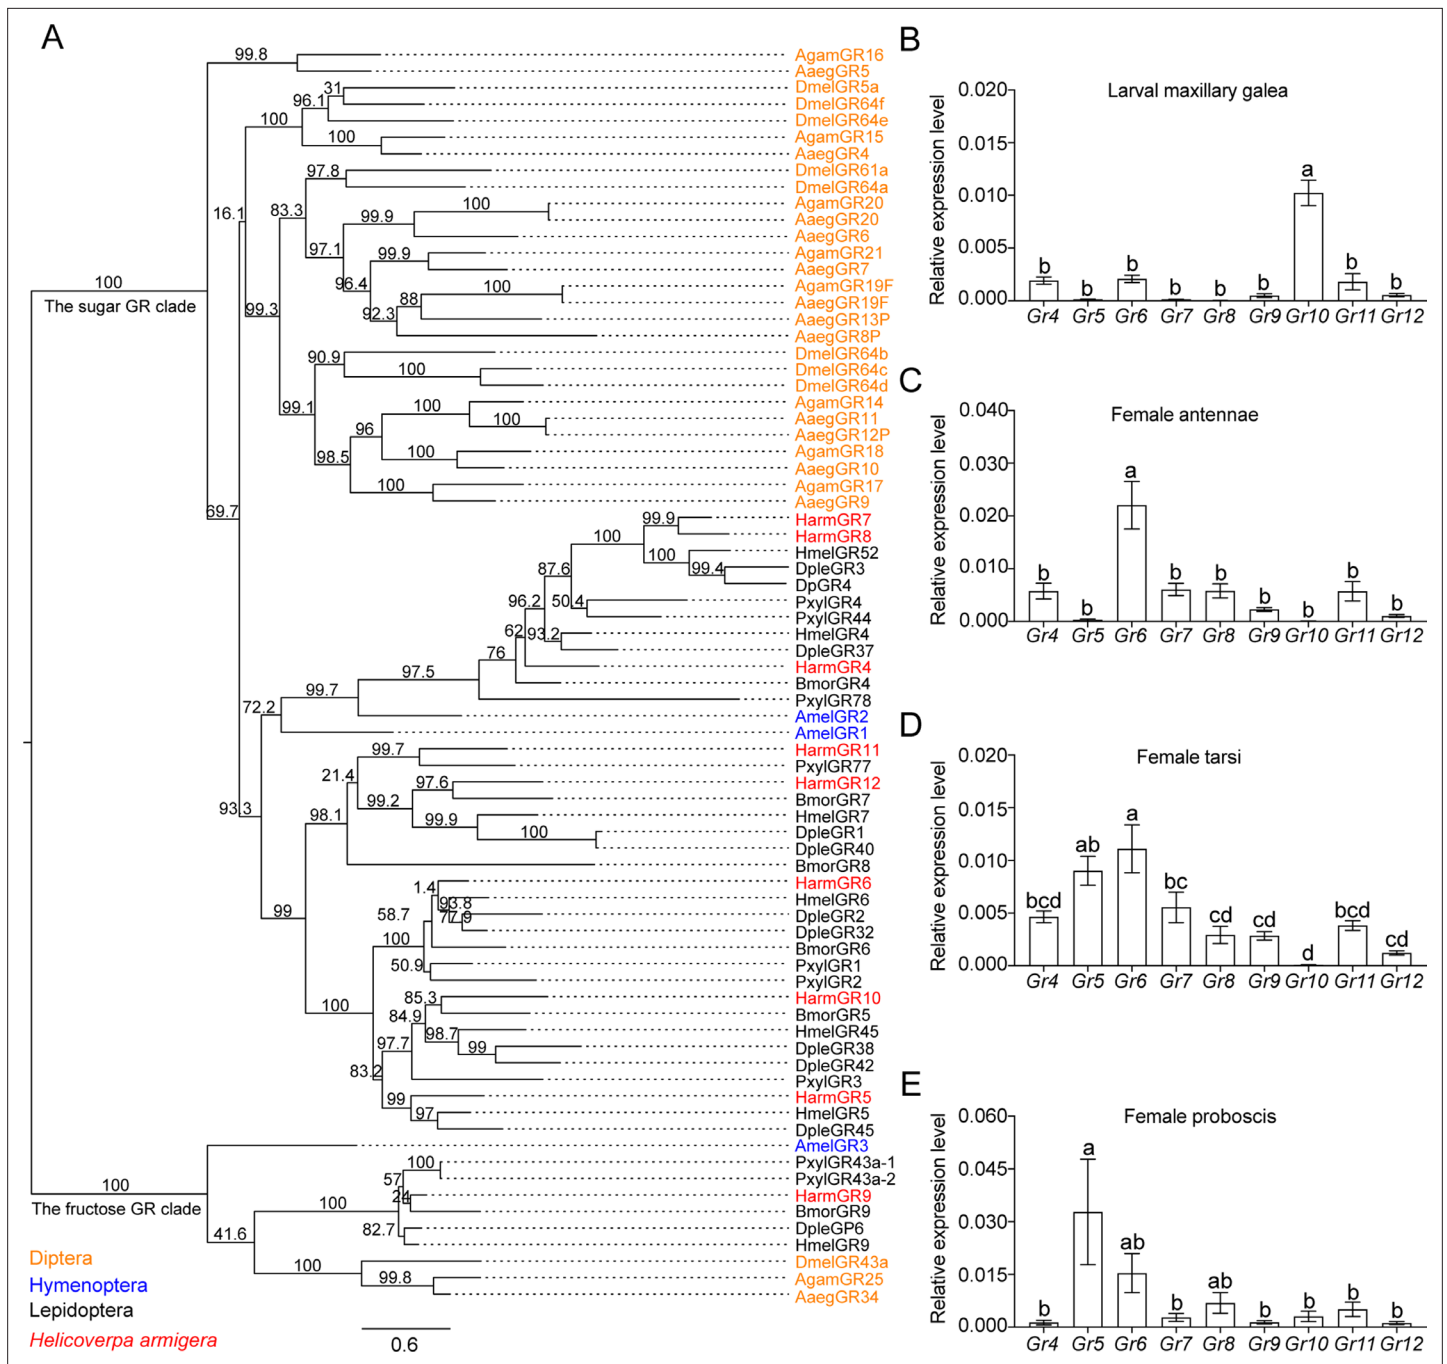 A
99.8
AgamGR16
AaegGR5
31
DmelGR5a
96.1
DmelGR64f
100
DmelGR64e
100
AgamGR15
AaegGR4
97.8
DmelGR61a
DmelGR64a
16.1
83.3
100
AgamGR20
99.9
AaegGR20
AaegGR6
97.1
99.9
AgamGR21
AaegGR7
96.4
100
AgamGR19F
88
AaegGR19F
92.3
AaegGR13P
AaegGR8P
100
The sugar GR clade
99.3
90.9
DmelGR64b
100
DmelGR64c
DmelGR64d
99.1
100
AgamGR14
100
AaegGR11
96
AaegGR12P
98.5
100
AgamGR18
AaegGR10
100
AgamGR17
AaegGR9
69.7
99.9
HarmGR7
100
HarmGR8
100
HmelGR52
99.4
DpleGR3
87.6
DpGR4
96.2
50.4
PxylGR4
PxylGR44
62
93.2
HmelGR4
DpleGR37
76
HarmGR4
97.5
BmorGR4
99.7
PxylGR78
72.2
AmelGR2
AmelGR1
99.7
HarmGR11
PxylGR77
21.4
97.6
HarmGR12
99.2
BmorGR7
93.3
98.1
99.9
HmelGR7
100
DpleGR1
DpleGR40
BmorGR8
99
1.4
HarmGR6
93.8
HmelGR6
58.7
77.9
DpleGR2
DpleGR32
100
BmorGR6
50.9
PxylGR1
PxylGR2
100
85.3
HarmGR10
84.9
BmorGR5
98.7
HmelGR45
97.7
99
DpleGR38
DpleGR42
83.2
PxylGR3
99
HarmGR5
97
HmelGR5
DpleGR45
AmelGR3
100
The fructose GR clade
100
PxylGR43a-1
57
PxylGR43a-2
100
24
HarmGR9
BmorGR9
82.7
DpleGP6
HmelGR9
41.6
100
DmelGR43a
99.8
AgamGR25
AaegGR34
Diptera
Hymenoptera
Lepidoptera
Helicoverpa armigera
0.6
B
Larval maxillary galea
Relative expression level
0.020
0.015
0.010
0.005
0.000
b b b b b b a b b
Gr4 Gr5 Gr6 Gr7 Gr8 Gr9 Gr10 Gr11 Gr12
C
Female antennae
Relative expression level
0.040
0.030
0.020
0.010
0.000
b b a b b b b b b
Gr4 Gr5 Gr6 Gr7 Gr8 Gr9 Gr10 Gr11 Gr12
D
Female tarsi
Relative expression level
0.020
0.015
0.010
0.005
0.000
bcd ab a bc cd cd d bcd cd
Gr4 Gr5 Gr6 Gr7 Gr8 Gr9 Gr10 Gr11 Gr12
E
Female proboscis
Relative expression level
0.060
0.045
0.030
0.015
0.000
b a ab b ab b b b b
Gr4 Gr5 Gr6 Gr7 Gr8 Gr9 Gr10 Gr11 Gr12